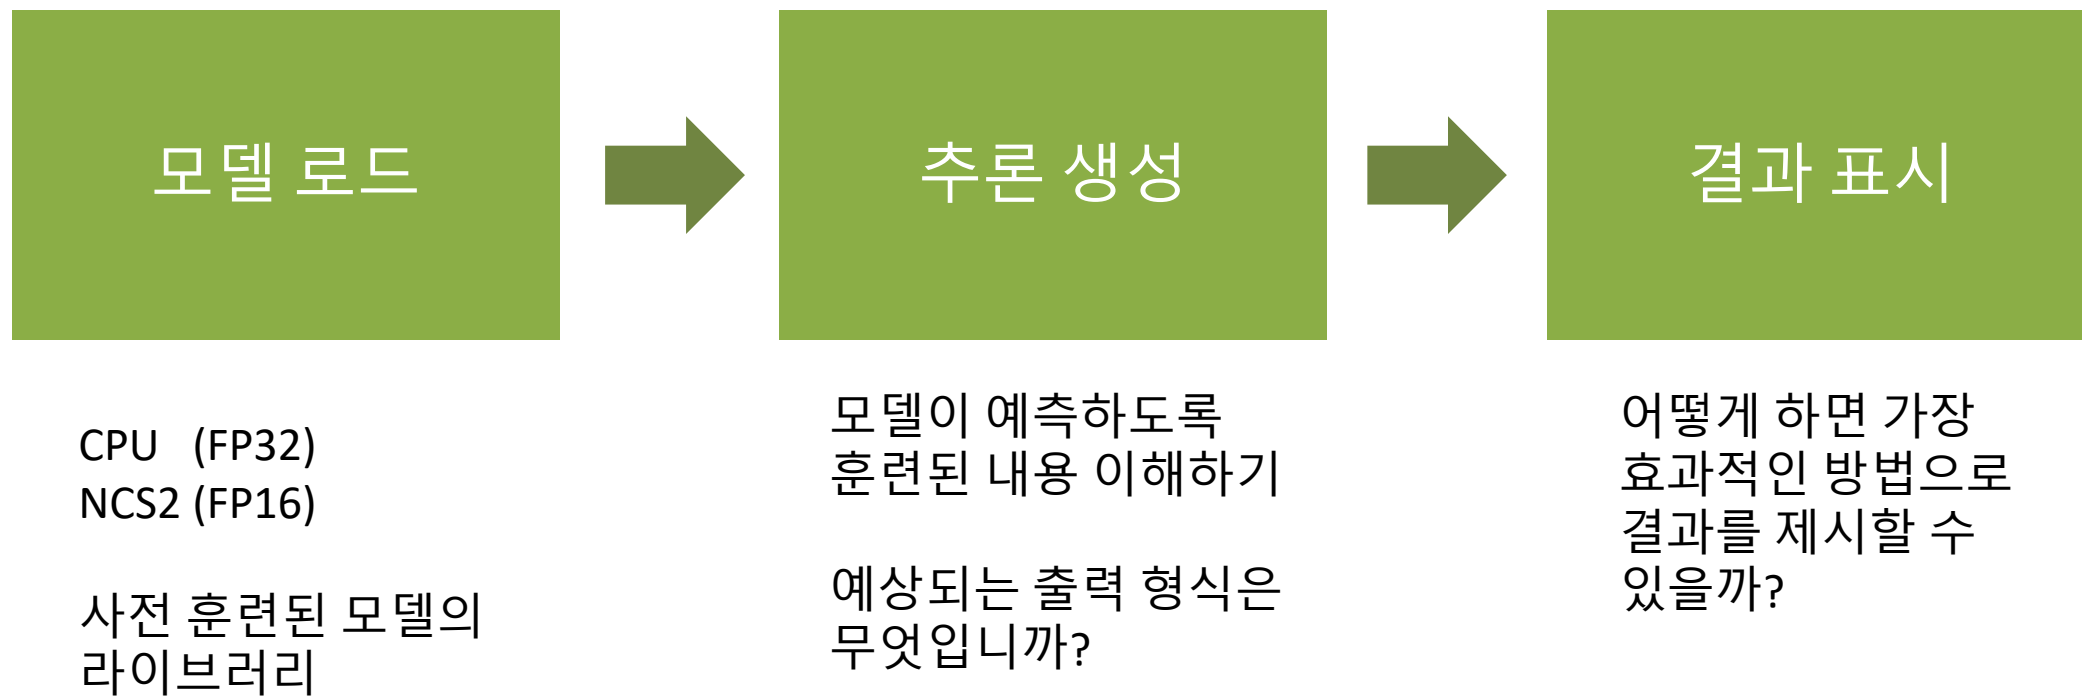 모델 로드
추론 생성
결과 표시
CPU (FP32)
NCS2 (FP16)
사전 훈련된 모델의
라이브러리
모델이 예측하도록
훈련된 내용 이해하기
예상되는 출력 형식은
무엇입니까?
어떻게 하면 가장
효과적인 방법으로
결과를 제시할 수
있을까?